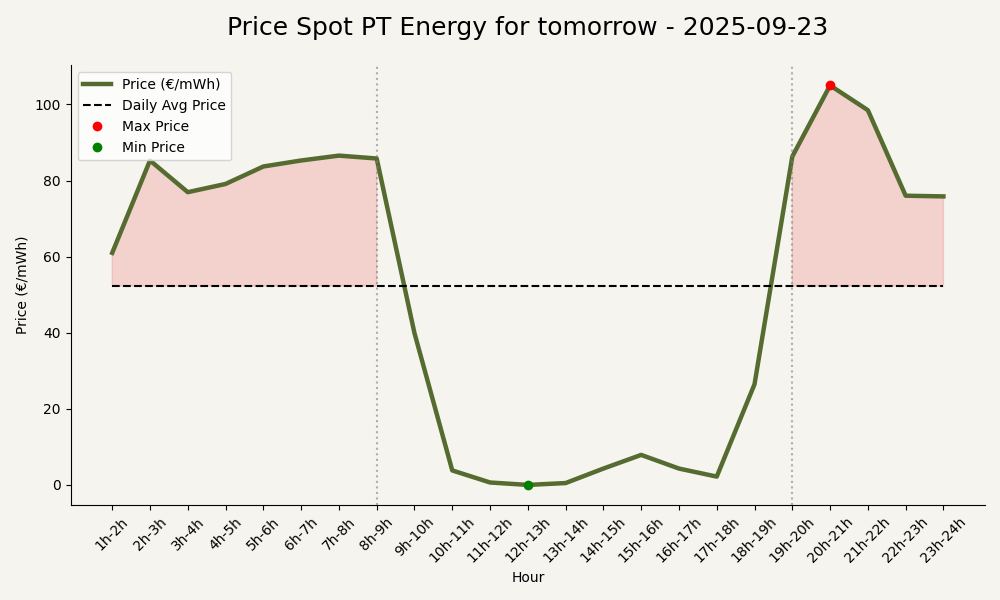 Price Spot PT Energy for tomorrow - 2025-09-23
Price (€/mWh)
Daily Avg Price
Max Price
Min Price
Price (€/mWh)
100
80
60
40
20
0
1h-2h
2h-3h
3h-4h
4h-5h
5h-6h
6h-7h
7h-8h
8h-9h
9h-10h
10h-11h
11h-12h
12h-13h
13h-14h
14h-15h
15h-16h
16h-17h
17h-18h
18h-19h
19h-20h
20h-21h
21h-22h
22h-23h
23h-24h
Hour